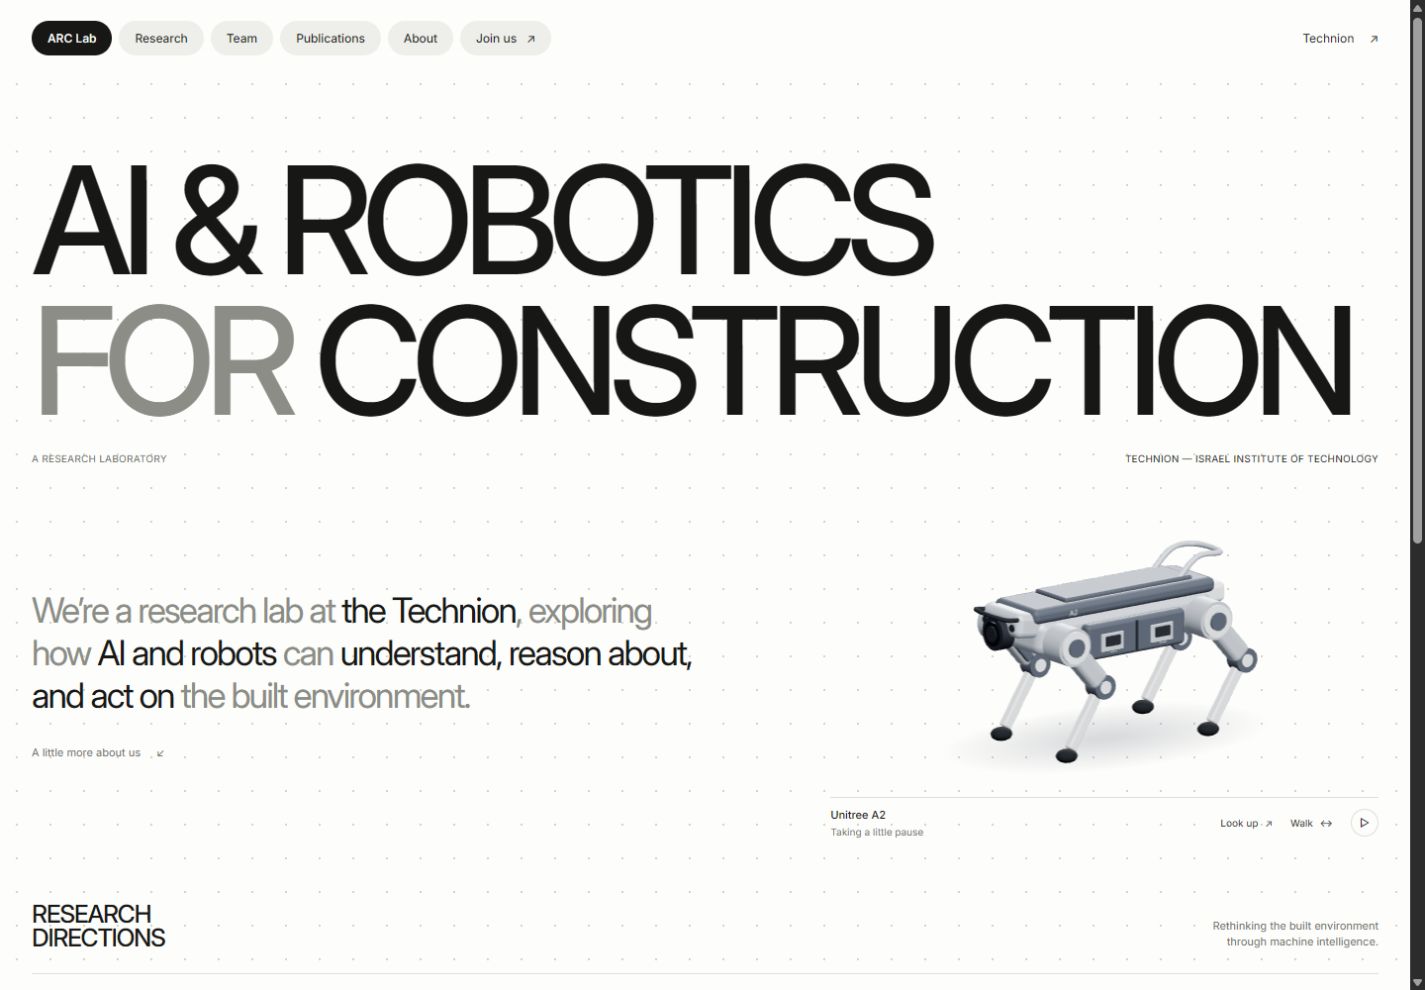 ARC Lab
Research
Team
Publications
About
Join us ↗
Technion ↗
AI & ROBOTICS
FOR CONSTRUCTION
A RESEARCH LABORATORY
TECHNION — ISRAEL INSTITUTE OF TECHNOLOGY
We’re a research lab at the Technion, exploring
how AI and robots can understand, reason about,
and act on the built environment.
A little more about us ↙
A2
Unitree A2
Taking a little pause
Look up ↗
Walk ↔
RESEARCH
DIRECTIONS
Rethinking the built environment
through machine intelligence.